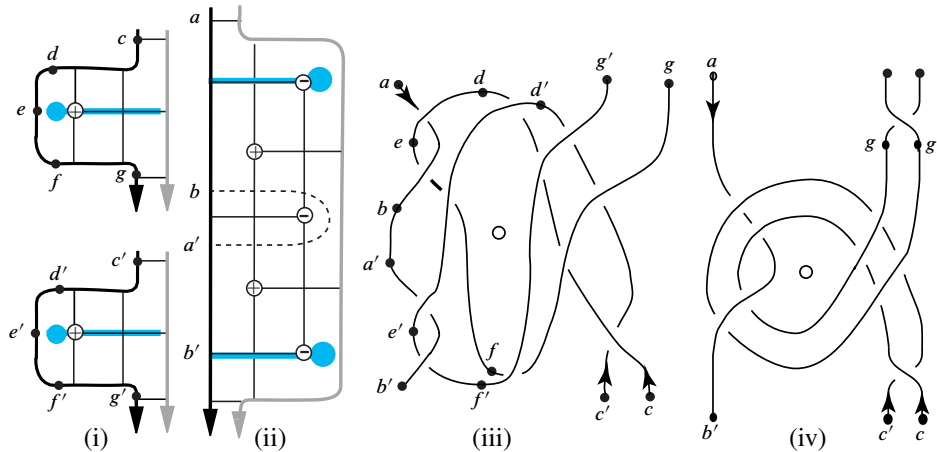 c
d
e
f
g
c'
d'
e'
f'
g'
(i)
a
b
a'
b'
(ii)
a
d
d'
g'
g
e
b
a'
e'
b'
f
f'
c'
c
(iii)
a
g
g
b'
c'
c
(iv)